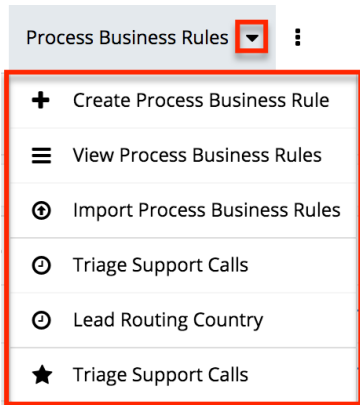 Process Business Rules
Create Process Business Rule
View Process Business Rules
Import Process Business Rules
Triage Support Calls
Lead Routing Country
Triage Support Calls